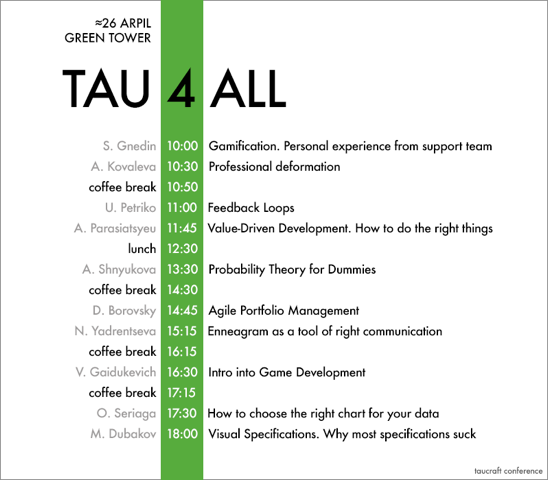 ≈26 ARPIL
GREEN TOWER
TAU 4 ALL
S. Gnedin 10:00 Gamification. Personal experience from support team
A. Kovaleva 10:30 Professional deformation
coffee break 10:50
U. Petriko 11:00 Feedback Loops
A. Parasiatsyeu 11:45 Value-Driven Development. How to do the right things
lunch 12:30
A. Shnyukova 13:30 Probability Theory for Dummies
coffee break 14:30
D. Borovsky 14:45 Agile Portfolio Management
N. Yadrentseva 15:15 Enneagram as a tool of right communication
coffee break 16:15
V. Gaidukevich 16:30 Intro into Game Development
coffee break 17:15
O. Seriaga 17:30 How to choose the right chart for your data
M. Dubakov 18:00 Visual Specifications. Why most specifications suck
taucraft conference